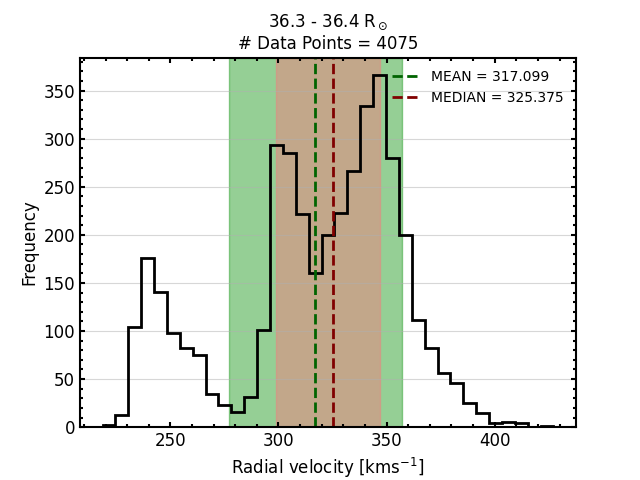 36.3 - 36.4 R⊙
# Data Points = 4075
MEAN = 317.099
MEDIAN = 325.375
350
300
250
200
150
100
50
0
Frequency
250 300 350 400
Radial velocity [kms⁻¹]